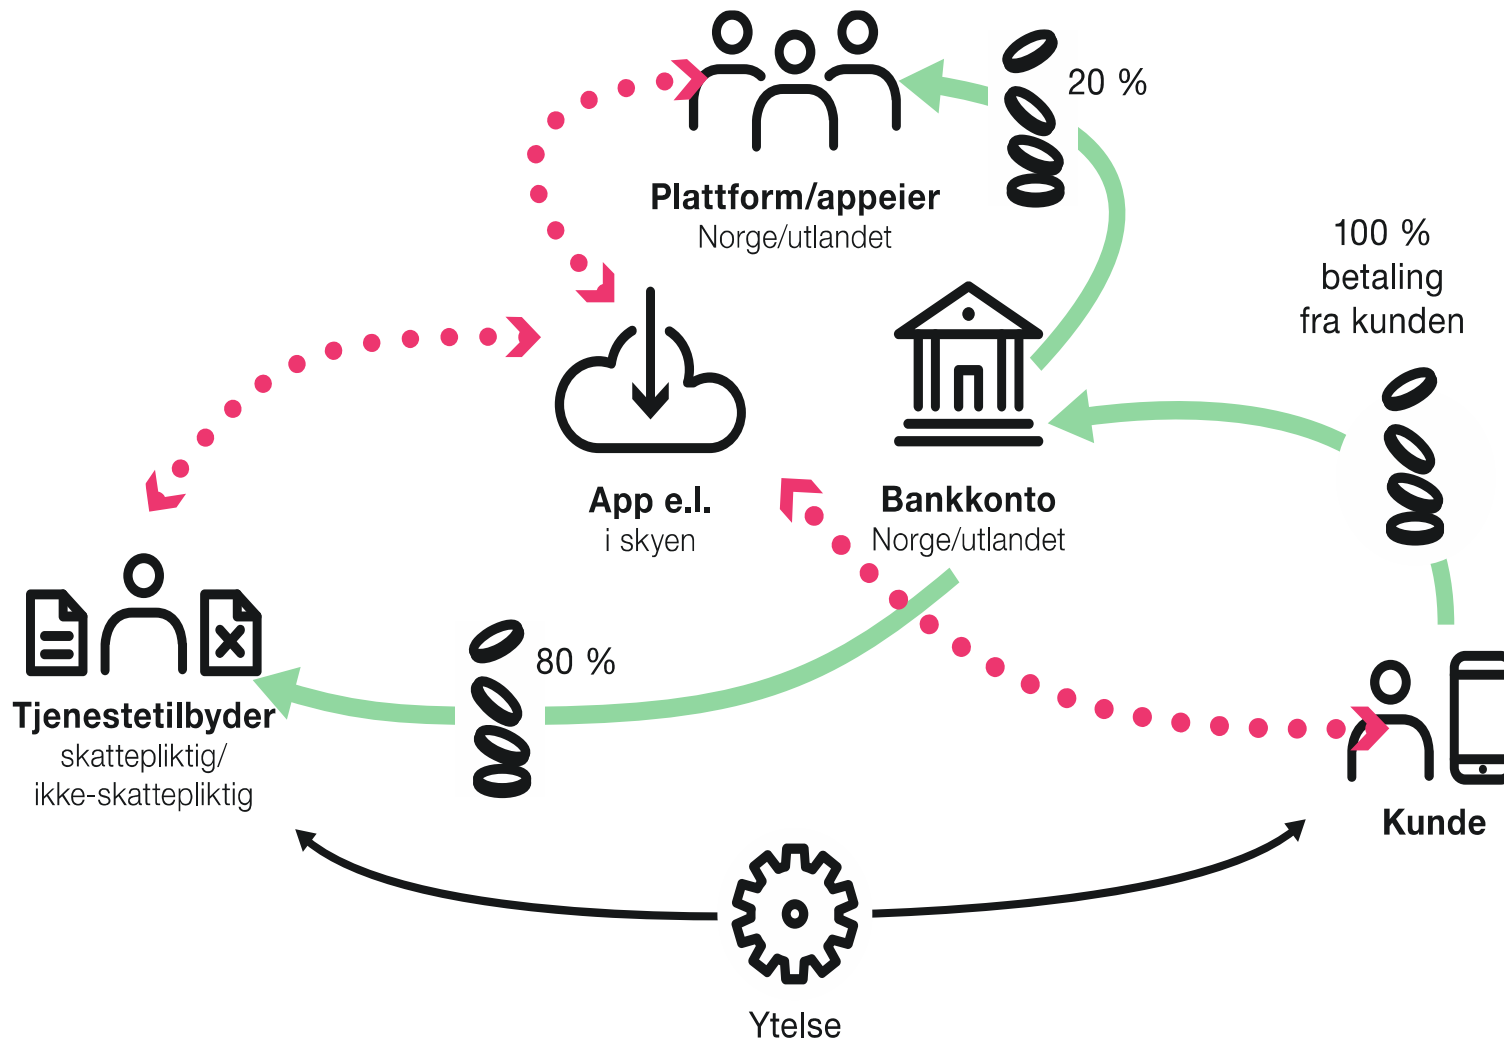 20 %
Plattform/appeier
Norge/utlandet
100 %
betaling
fra kunden
App e.l.
i skyen
Bankkonto
Norge/utlandet
80 %
Tjenestetilbyder
skattepliktig/
ikke-skattepliktig
Kunde
Ytelse